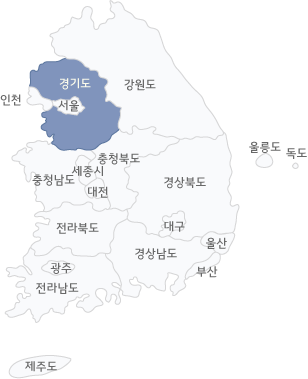 경기도
강원도
인천
서울
울릉도
독도
충청북도
세종시
충청남도
대전
경상북도
전라북도
대구
울산
경상남도
광주
부산
전라남도
제주도